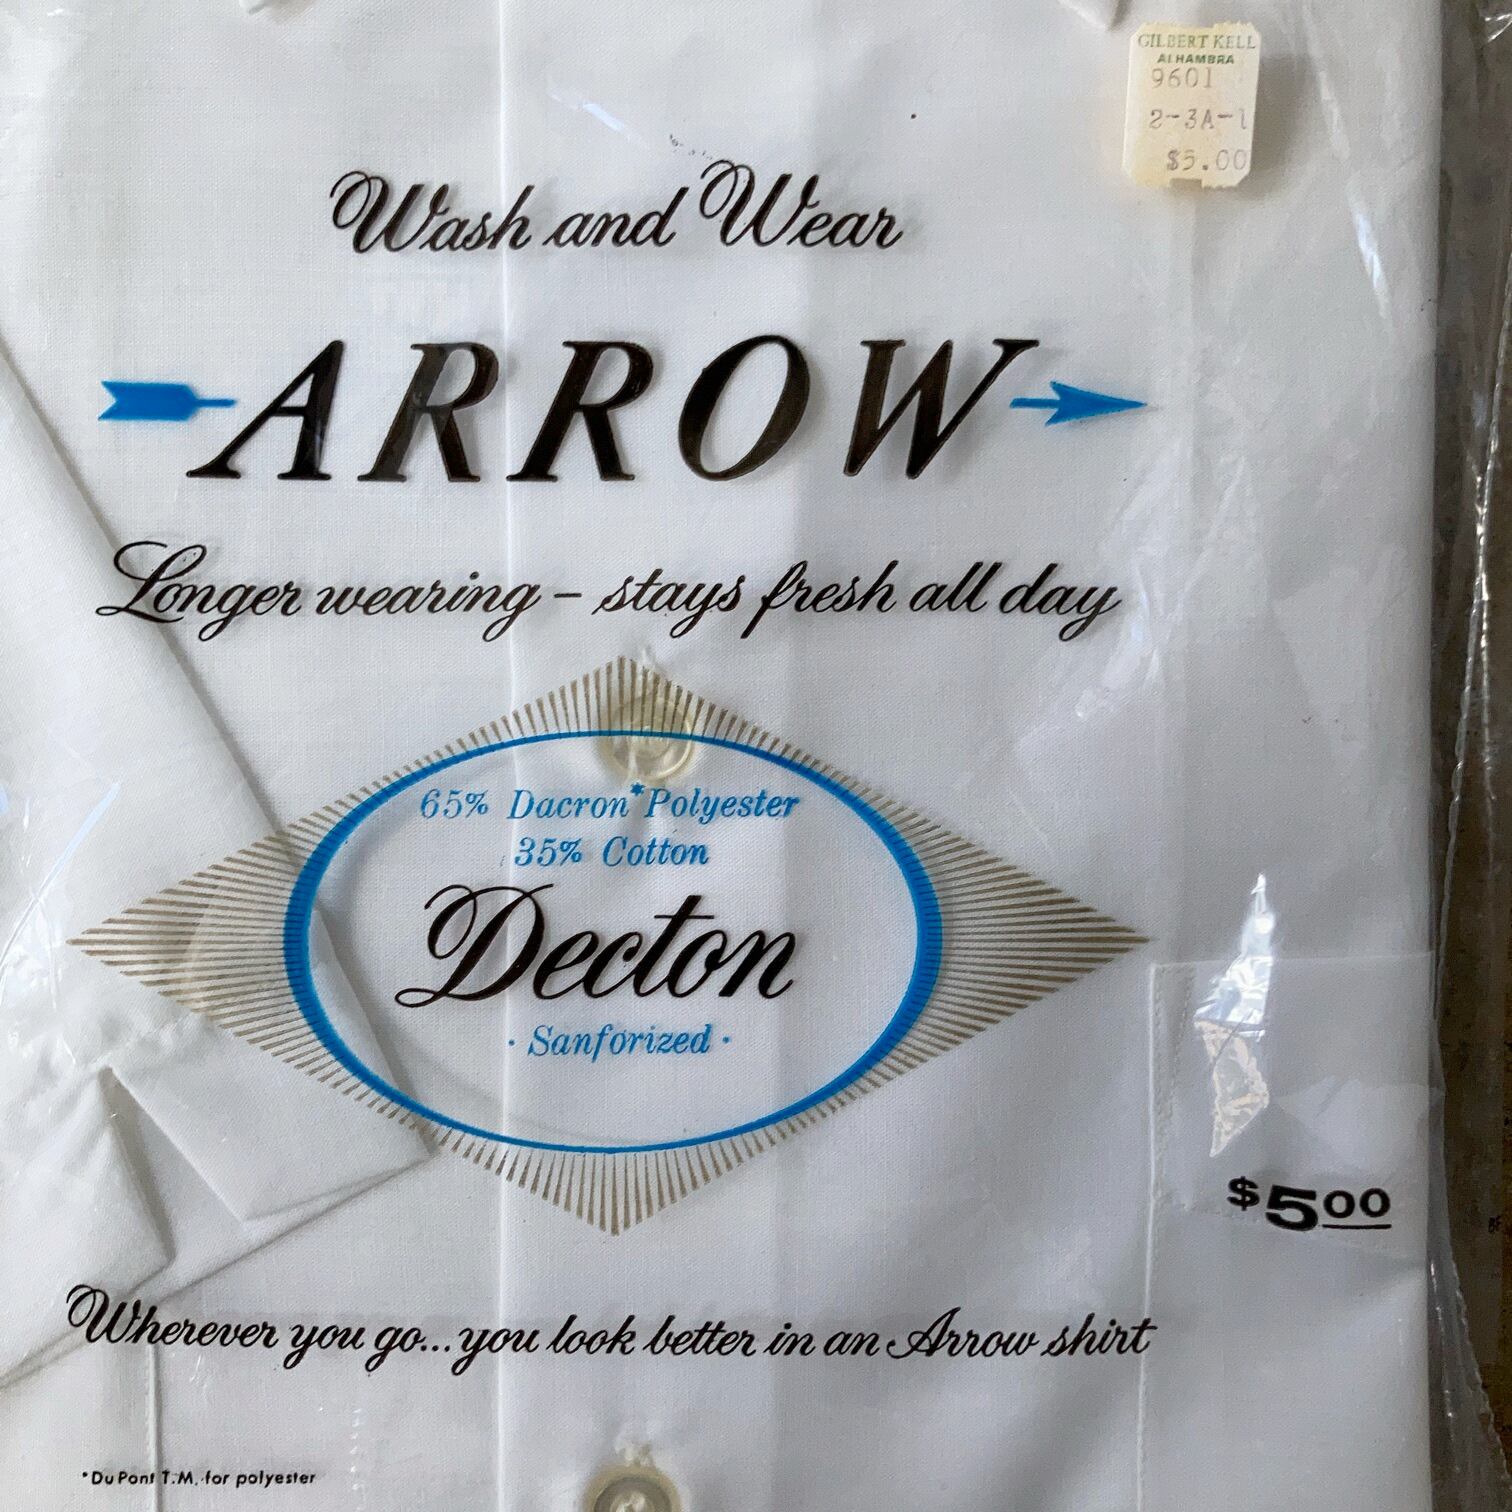 GILBERT KELL
ALHAMBRA
9601
2-3A-1
$5.00
Wash and Wear
ARROW
Longer wearing - stays fresh all day
65% Dacron* Polyester
35% Cotton
Decton
· Sanforized ·
$5.00
Wherever you go... you look better in an Arrow shirt
*Du Pont T.M. for polyester